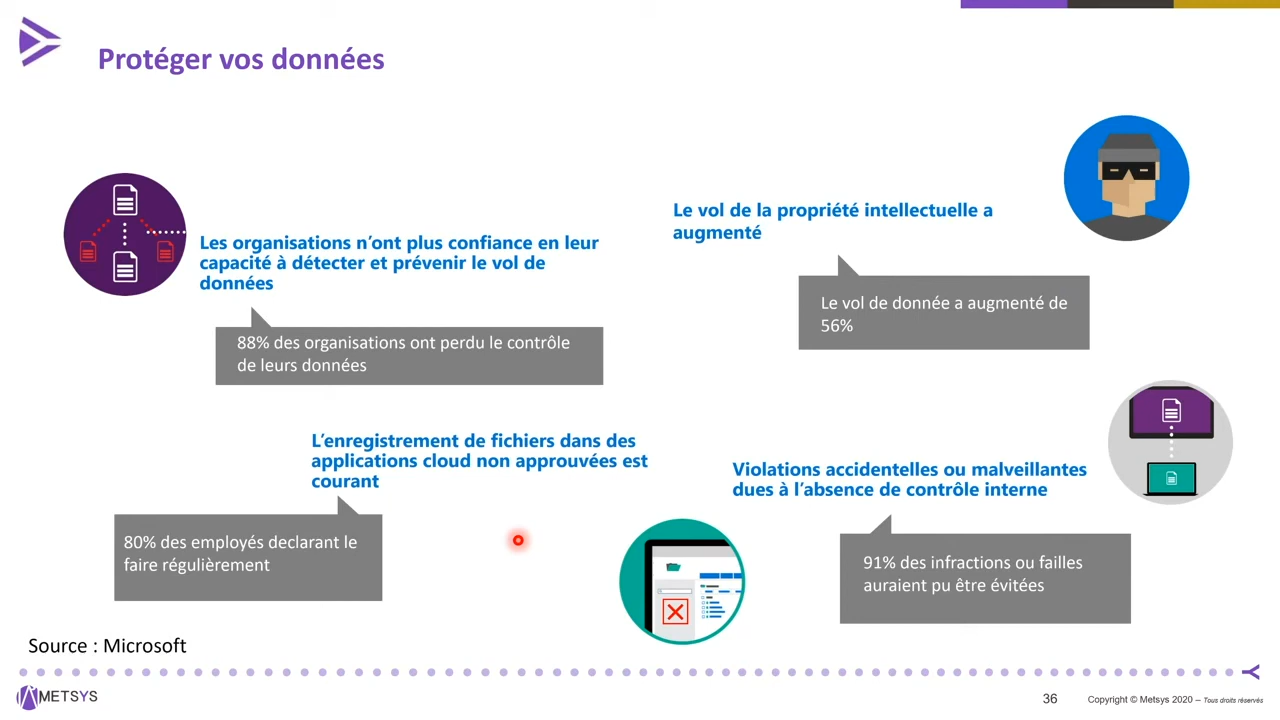 Protéger vos données
Les organisations n’ont plus confiance en leur
capacité à détecter et prévenir le vol de
données
88% des organisations ont perdu le contrôle
de leurs données
Le vol de la propriété intellectuelle a
augmenté
Le vol de donnée a augmenté de
56%
L’enregistrement de fichiers dans des
applications cloud non approuvées est
courant
80% des employés declarant le
faire régulièrement
Violations accidentelles ou malveillantes
dues à l’absence de contrôle interne
91% des infractions ou failles
auraient pu être évitées
Source : Microsoft
METSYS
36
Copyright © Metsys 2020 – Tous droits réservés